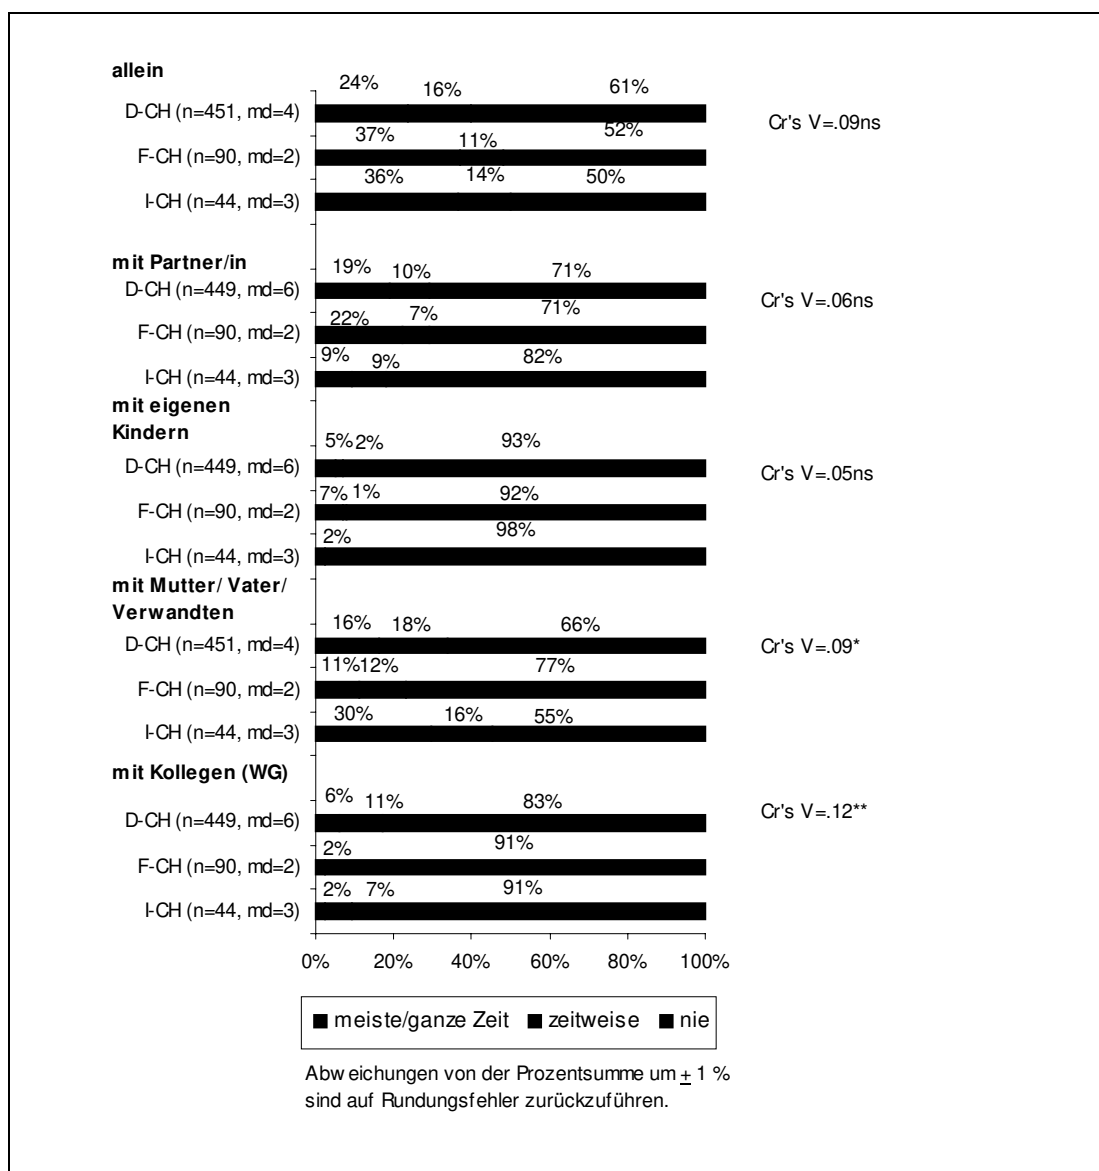 allein
24% 16% 61%
D-CH (n=451, md=4) Cr's V=.09ns
37% 11% 52%
F-CH (n=90, md=2)
36% 14% 50%
I-CH (n=44, md=3)
mit Partner/in
19% 10% 71%
D-CH (n=449, md=6) Cr's V=.06ns
22% 7% 71%
F-CH (n=90, md=2)
9% 9% 82%
I-CH (n=44, md=3)
mit eigenen
Kindern
5% 2% 93%
D-CH (n=449, md=6) Cr's V=.05ns
7% 1% 92%
F-CH (n=90, md=2)
2% 98%
I-CH (n=44, md=3)
mit Mutter/ Vater/
Verwandten
16% 18% 66%
D-CH (n=451, md=4) Cr's V=.09*
11% 12% 77%
F-CH (n=90, md=2)
30% 16% 55%
I-CH (n=44, md=3)
mit Kollegen (WG)
6% 11% 83%
D-CH (n=449, md=6) Cr's V=.12**
2% 91%
F-CH (n=90, md=2)
2% 7% 91%
I-CH (n=44, md=3)
0% 20% 40% 60% 80% 100%
meiste/ganze Zeit zeitweise nie
Abweichungen von der Prozentsumme um ± 1 %
sind auf Rundungsfehler zurückzuführen.